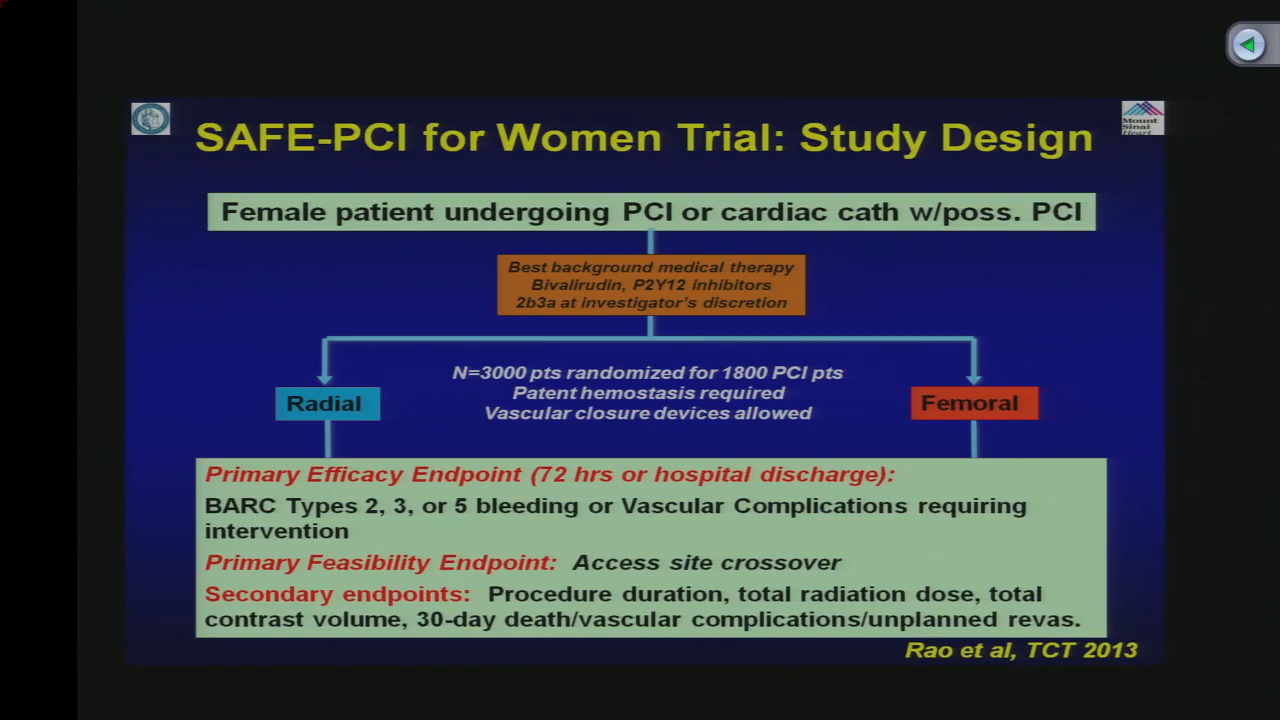 SAFE-PCI for Women Trial: Study Design
Mount
Sinai
Heart
Female patient undergoing PCI or cardiac cath w/poss. PCI
Best background medical therapy
Bivalirudin, P2Y12 inhibitors
2b3a at investigator's discretion
N=3000 pts randomized for 1800 PCI pts
Patent hemostasis required
Vascular closure devices allowed
Radial
Femoral
Primary Efficacy Endpoint (72 hrs or hospital discharge):
BARC Types 2, 3, or 5 bleeding or Vascular Complications requiring
intervention
Primary Feasibility Endpoint: Access site crossover
Secondary endpoints: Procedure duration, total radiation dose, total
contrast volume, 30-day death/vascular complications/unplanned revas.
Rao et al, TCT 2013